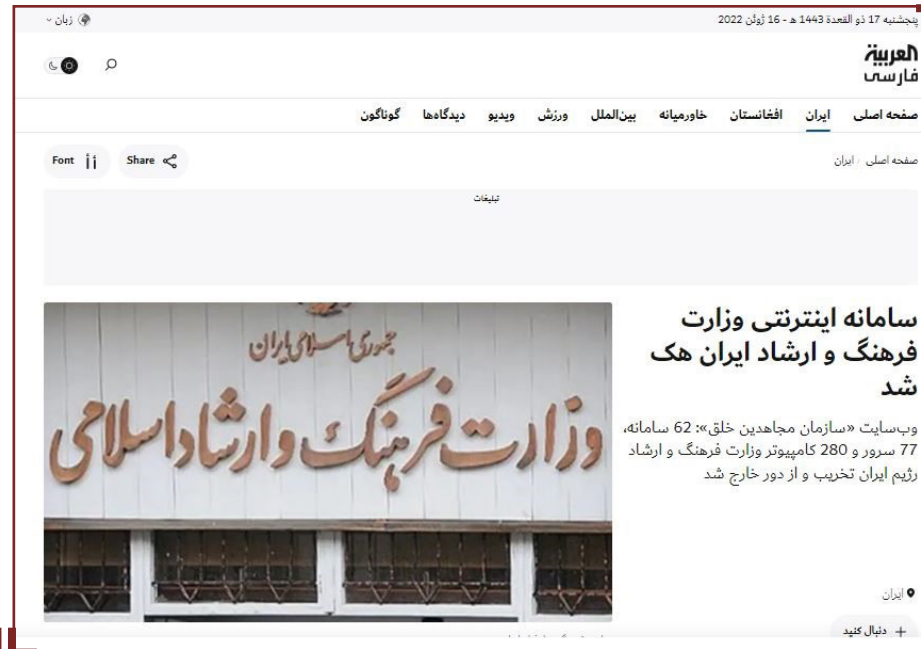 پنجشنبه 17 ذو القعدة 1443 هـ - 16 ژوئن 2022
زبان
العربية
فارسی
صفحه اصلی ایران افغانستان خاورمیانه بین‌الملل ورزش ویدیو دیدگاه‌ها گوناگون
صفحه اصلی / ایران
Share
Font
تبلیغات
سامانه اینترنتی وزارت
فرهنگ و ارشاد ایران هک
شد
وب‌سایت «سازمان مجاهدین خلق»: 62 سامانه،
77 سرور و 280 کامپیوتر وزارت فرهنگ و ارشاد
رژیم ایران تخریب و از دور خارج شد
جمهوری اسلامی ایران
وزارت فرهنگ و ارشاد اسلامی
ایران
+ دنبال کنید